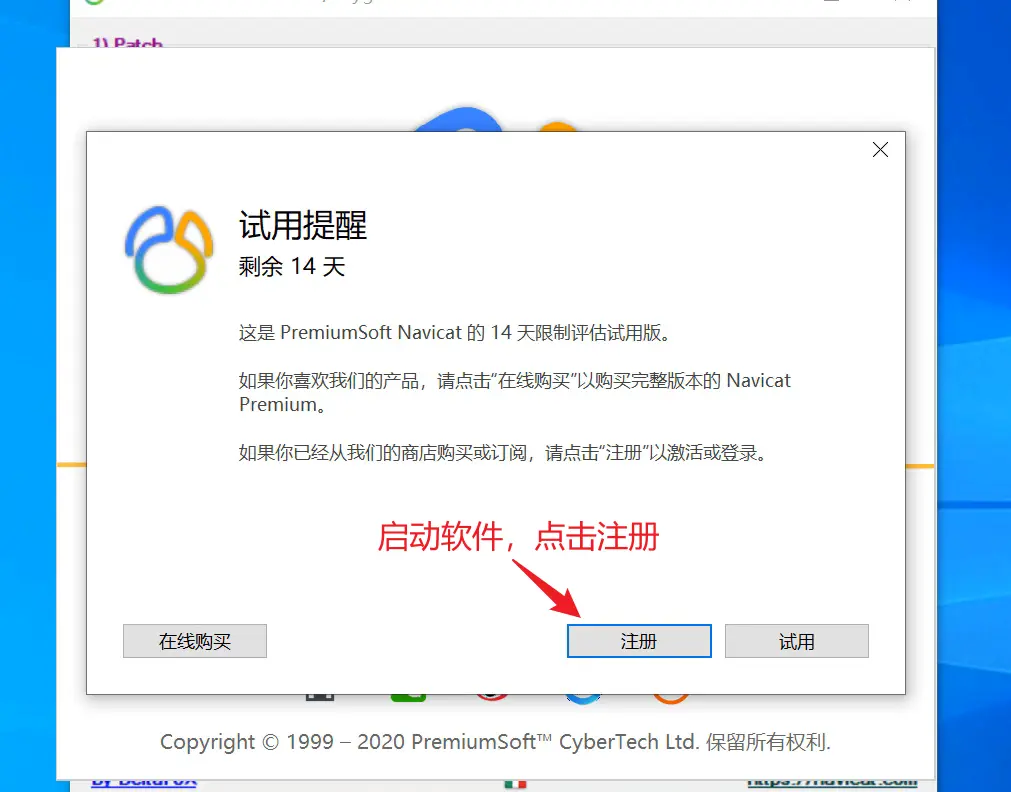 1) Patch
试用提醒
剩余 14 天
这是 PremiumSoft Navicat 的 14 天限制评估试用版。
如果你喜欢我们的产品，请点击“在线购买”以购买完整版本的 Navicat
Premium。
如果你已经从我们的商店购买或订阅，请点击“注册”以激活或登录。
启动软件，点击注册
在线购买
注册
试用
Copyright © 1999 – 2020 PremiumSoft™ CyberTech Ltd. 保留所有权利.
By DeltaFoX
https://navicat.com